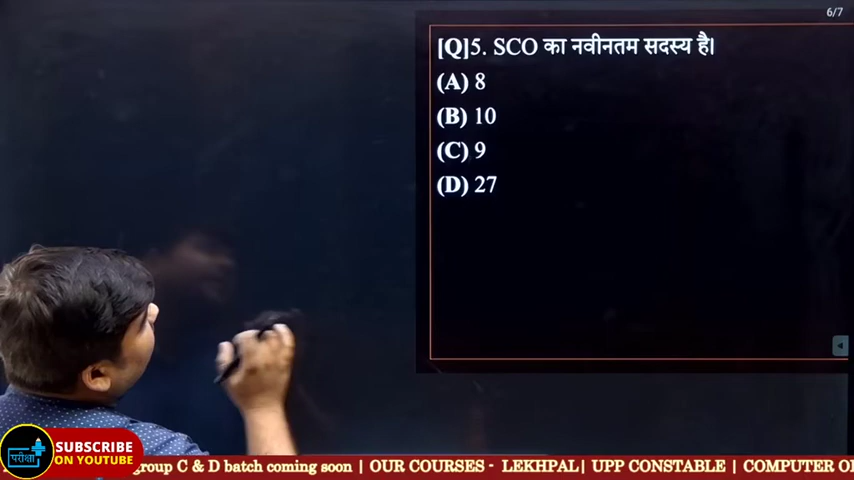 6/7
[Q]5. SCO का नवीनतम सदस्य है।
(A) 8
(B) 10
(C) 9
(D) 27
परीक्षा
SUBSCRIBE
ON YOUTUBE
group C & D batch coming soon | OUR COURSES - LEKHPAL| UPP CONSTABLE | COMPUTER O